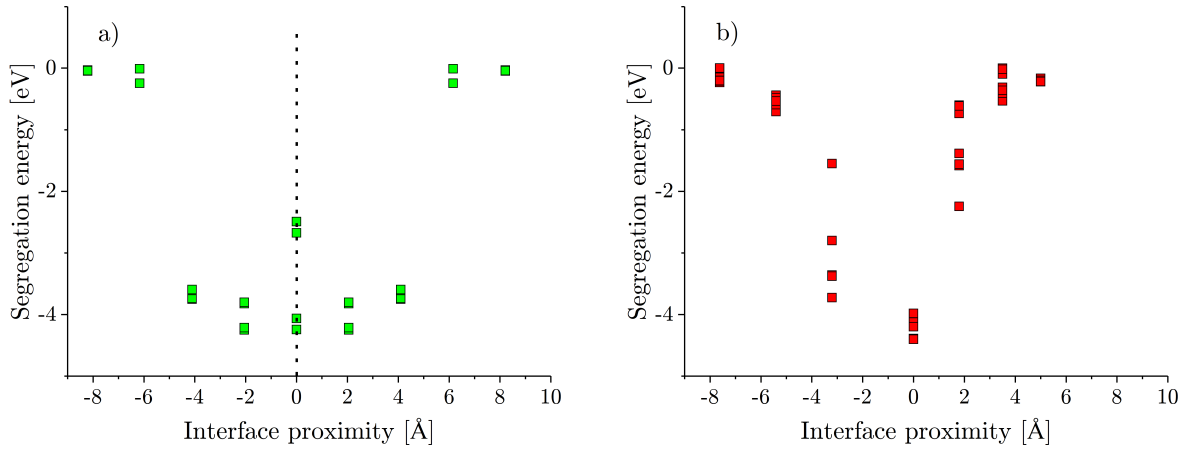 a)
Segregation energy [eV]
0
-2
-4
-8 -6 -4 -2 0 2 4 6 8 10
Interface proximity [Å]
b)
Segregation energy [eV]
0
-2
-4
-8 -6 -4 -2 0 2 4 6 8 10
Interface proximity [Å]